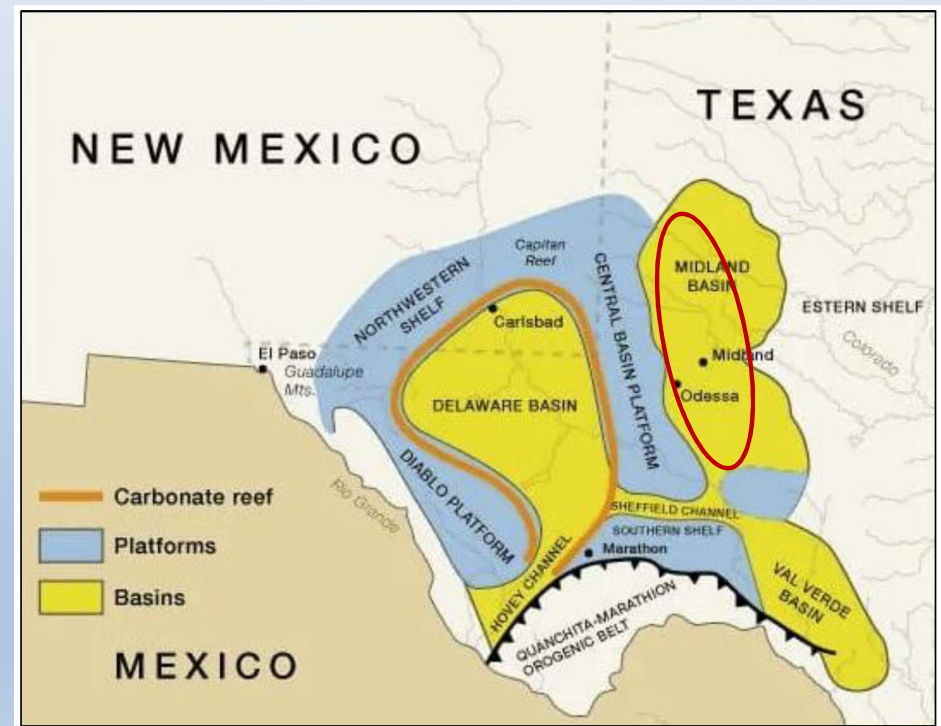 TEXAS
NEW MEXICO
Capitan
Reef
NORTHWESTERN
SHELF
CENTRAL BASIN PLATFORM
MIDLAND
BASIN
ESTERN SHELF
Carlsbad
Colorado
Midland
El Paso
Guadalupe
Mts.
Odessa
DELAWARE BASIN
DIABLO PLATFORM
Rio Grande
Carbonate reef
Platforms
Basins
SHEFFIELD CHANNEL
SOUTHERN SHELF
Marathon
HOVEY CHANNEL
VAL VERDE
BASIN
QUANCHITA-MARATHION
OROGENIC BELT
MEXICO